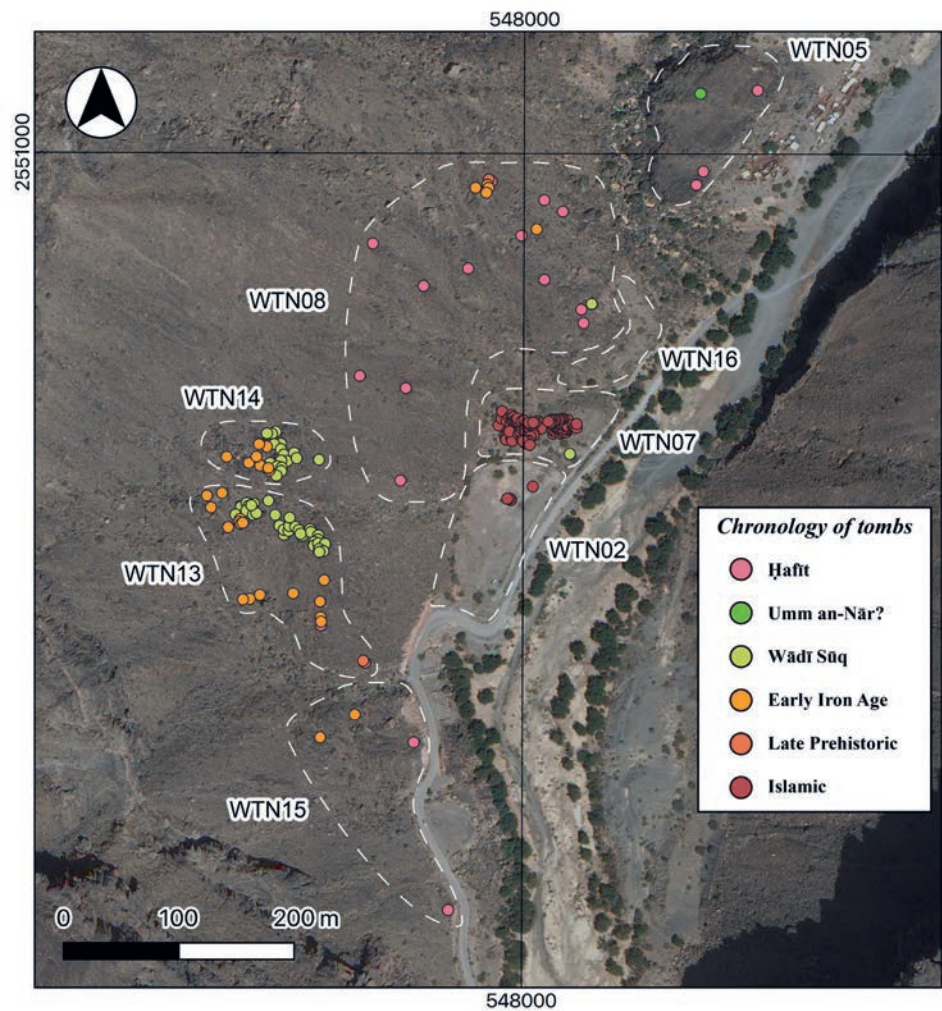 548000
WTN05
2551000
WTN08
WTN16
WTN14
WTN07
WTN02
WTN13
WTN15
Chronology of tombs
Ḥafīt
Umm an-Nār?
Wādī Sūq
Early Iron Age
Late Prehistoric
Islamic
0 100 200 m
548000